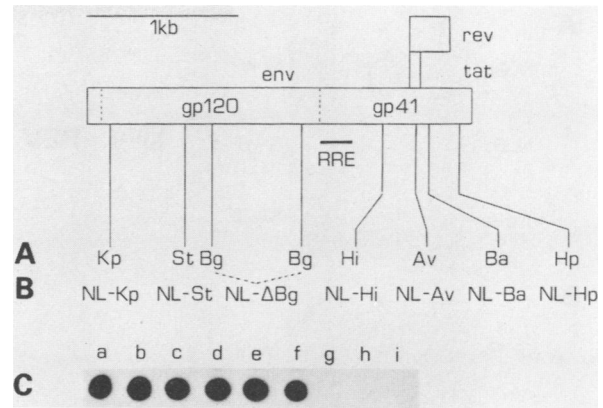 1kb
rev
env
tat
gp120
gp41
RRE
A Kp St Bg Bg Hi Av Ba Hp
B NL-Kp NL-St NL-ΔBg NL-Hi NL-Av NL-Ba NL-Hp
a b c d e f g h i
C